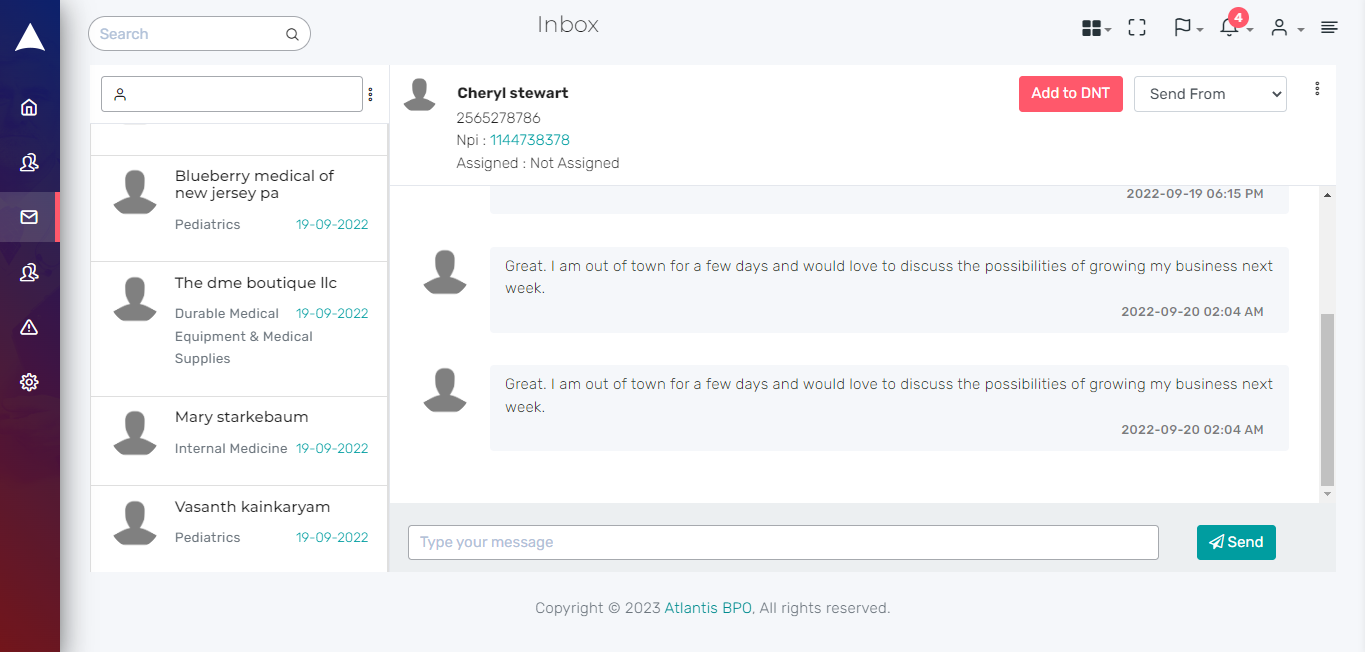 Search
Inbox
4
Cheryl stewart
2565278786
Npi : 1144738378
Assigned : Not Assigned
Add to DNT
Send From
Blueberry medical of
new jersey pa
Pediatrics 19-09-2022
The dme boutique llc
Durable Medical 19-09-2022
Equipment & Medical
Supplies
Mary starkebaum
Internal Medicine 19-09-2022
Vasanth kainkaryam
Pediatrics 19-09-2022
2022-09-19 06:15 PM
Great. I am out of town for a few days and would love to discuss the possibilities of growing my business next
week.
2022-09-20 02:04 AM
Great. I am out of town for a few days and would love to discuss the possibilities of growing my business next
week.
2022-09-20 02:04 AM
Type your message
Send
Copyright © 2023 Atlantis BPO, All rights reserved.